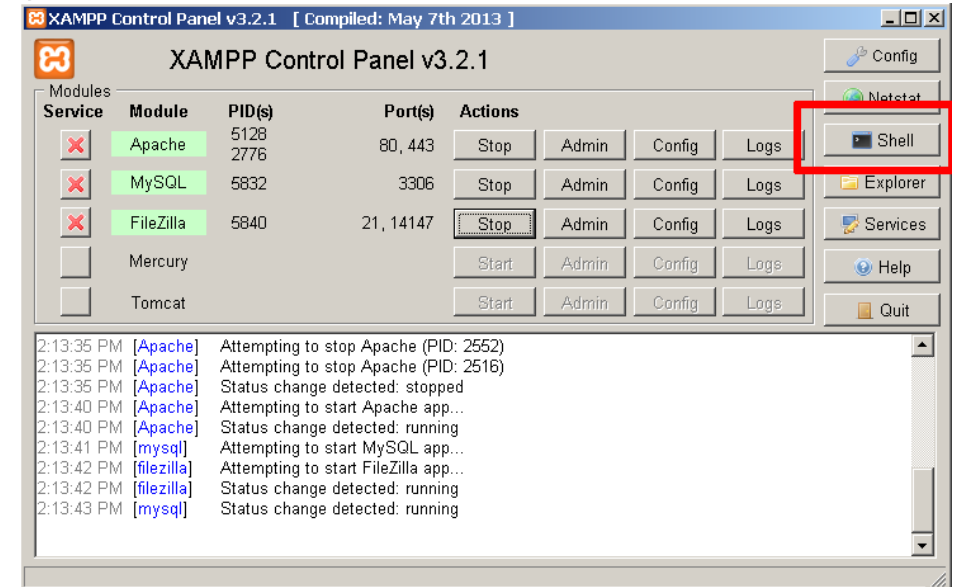 XAMPP Control Panel v3.2.1 [ Compiled: May 7th 2013 ]
XAMPP Control Panel v3.2.1
Config
Modules
Service Module PID(s) Port(s) Actions
Netstat
Apache 5128 2776 80, 443 Stop Admin Config Logs
Shell
MySQL 5832 3306 Stop Admin Config Logs
Explorer
FileZilla 5840 21, 14147 Stop Admin Config Logs
Services
Mercury Start Admin Config Logs
Help
Tomcat Start Admin Config Logs
Quit
2:13:35 PM [Apache] Attempting to stop Apache (PID: 2552)
2:13:35 PM [Apache] Attempting to stop Apache (PID: 2516)
2:13:35 PM [Apache] Status change detected: stopped
2:13:40 PM [Apache] Attempting to start Apache app...
2:13:40 PM [Apache] Status change detected: running
2:13:41 PM [mysql] Attempting to start MySQL app...
2:13:42 PM [filezilla] Attempting to start FileZilla app...
2:13:42 PM [filezilla] Status change detected: running
2:13:43 PM [mysql] Status change detected: running